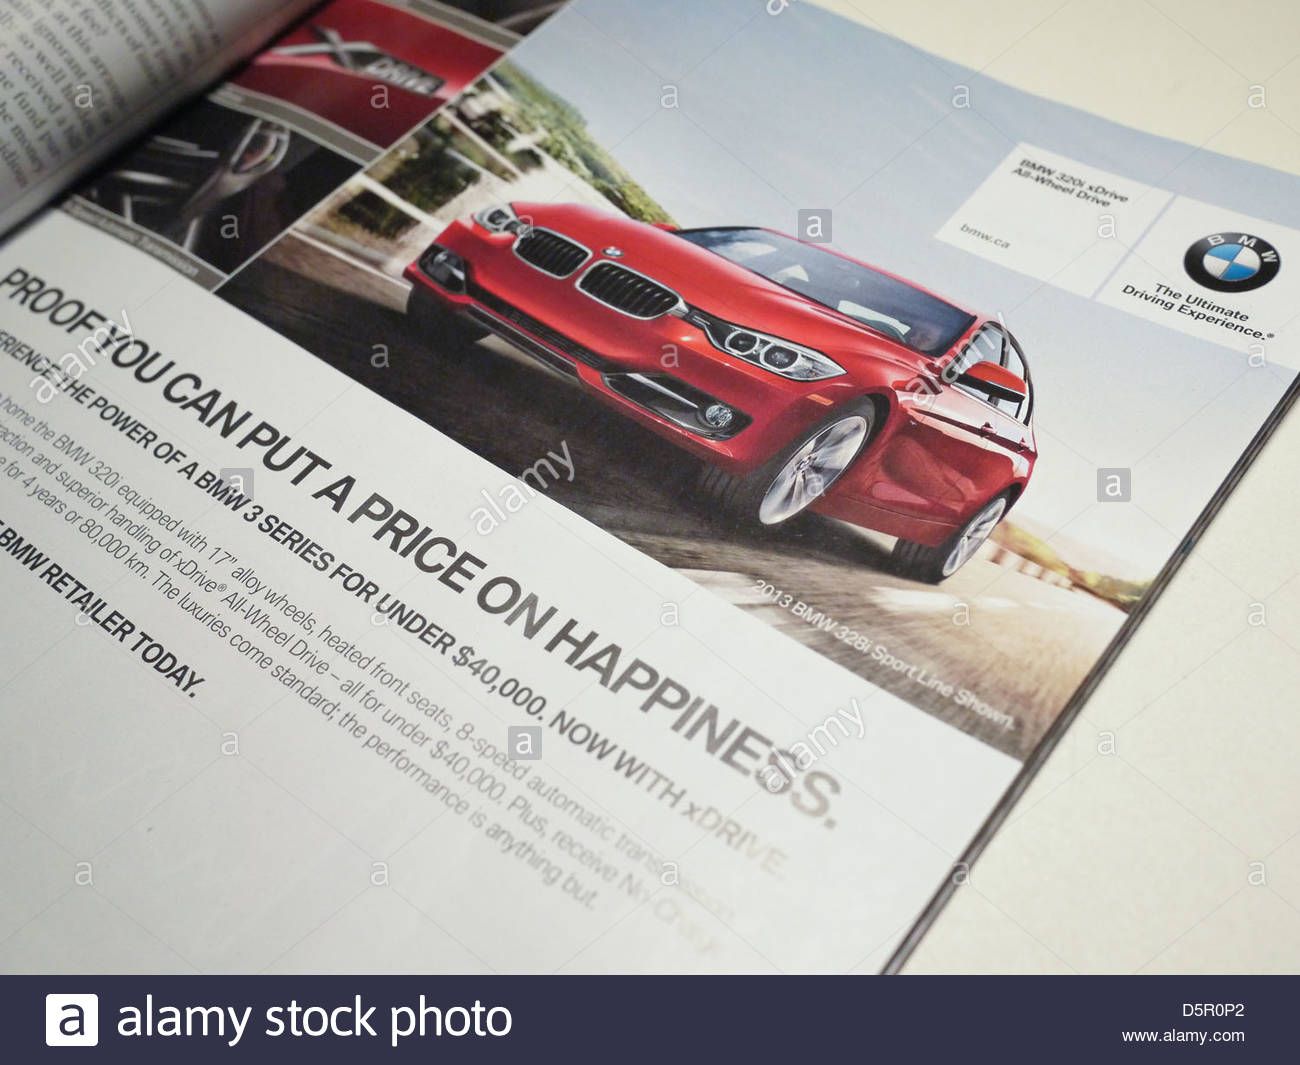 XDRIVE
BMW 320i xDrive
All-Wheel Drive
bmw.ca
BMW
The Ultimate
Driving Experience.®
2013 BMW 328i Sport Line Shown.
PROOF YOU CAN PUT A PRICE ON HAPPINESS.
THE POWER OF A BMW 3 SERIES FOR UNDER $40,000. NOW WITH xDRIVE.
home the BMW 320i equipped with 17" alloy wheels, heated front seats, 8-speed automatic transmission
and superior handling of xDrive® All-Wheel Drive – all for under $40,000. Plus, receive No-Charge
for 4 years or 80,000 km. The luxuries come standard; the performance is anything but.
BMW RETAILER TODAY.
alamy
alamy
alamy
alamy
alamy stock photo
D5R0P2
www.alamy.com